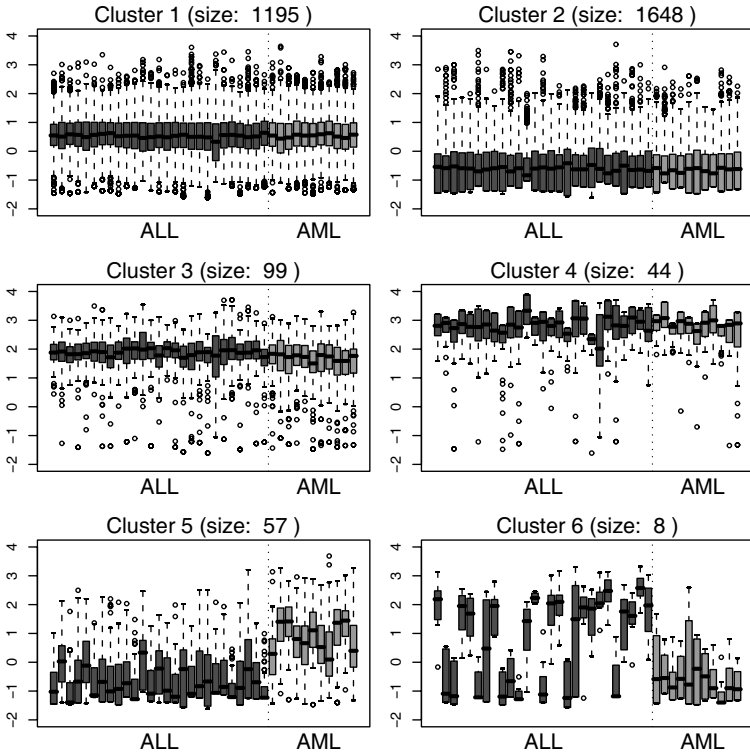 Cluster 1 (size: 1195 )
Cluster 2 (size: 1648 )
4
3
2
1
0
-1
-2
ALL
AML
4
3
2
1
0
-1
-2
ALL
AML
Cluster 3 (size: 99 )
Cluster 4 (size: 44 )
4
3
2
1
0
-1
-2
ALL
AML
4
3
2
1
0
-1
-2
ALL
AML
Cluster 5 (size: 57 )
Cluster 6 (size: 8 )
4
3
2
1
0
-1
-2
ALL
AML
4
3
2
1
0
-1
-2
ALL
AML